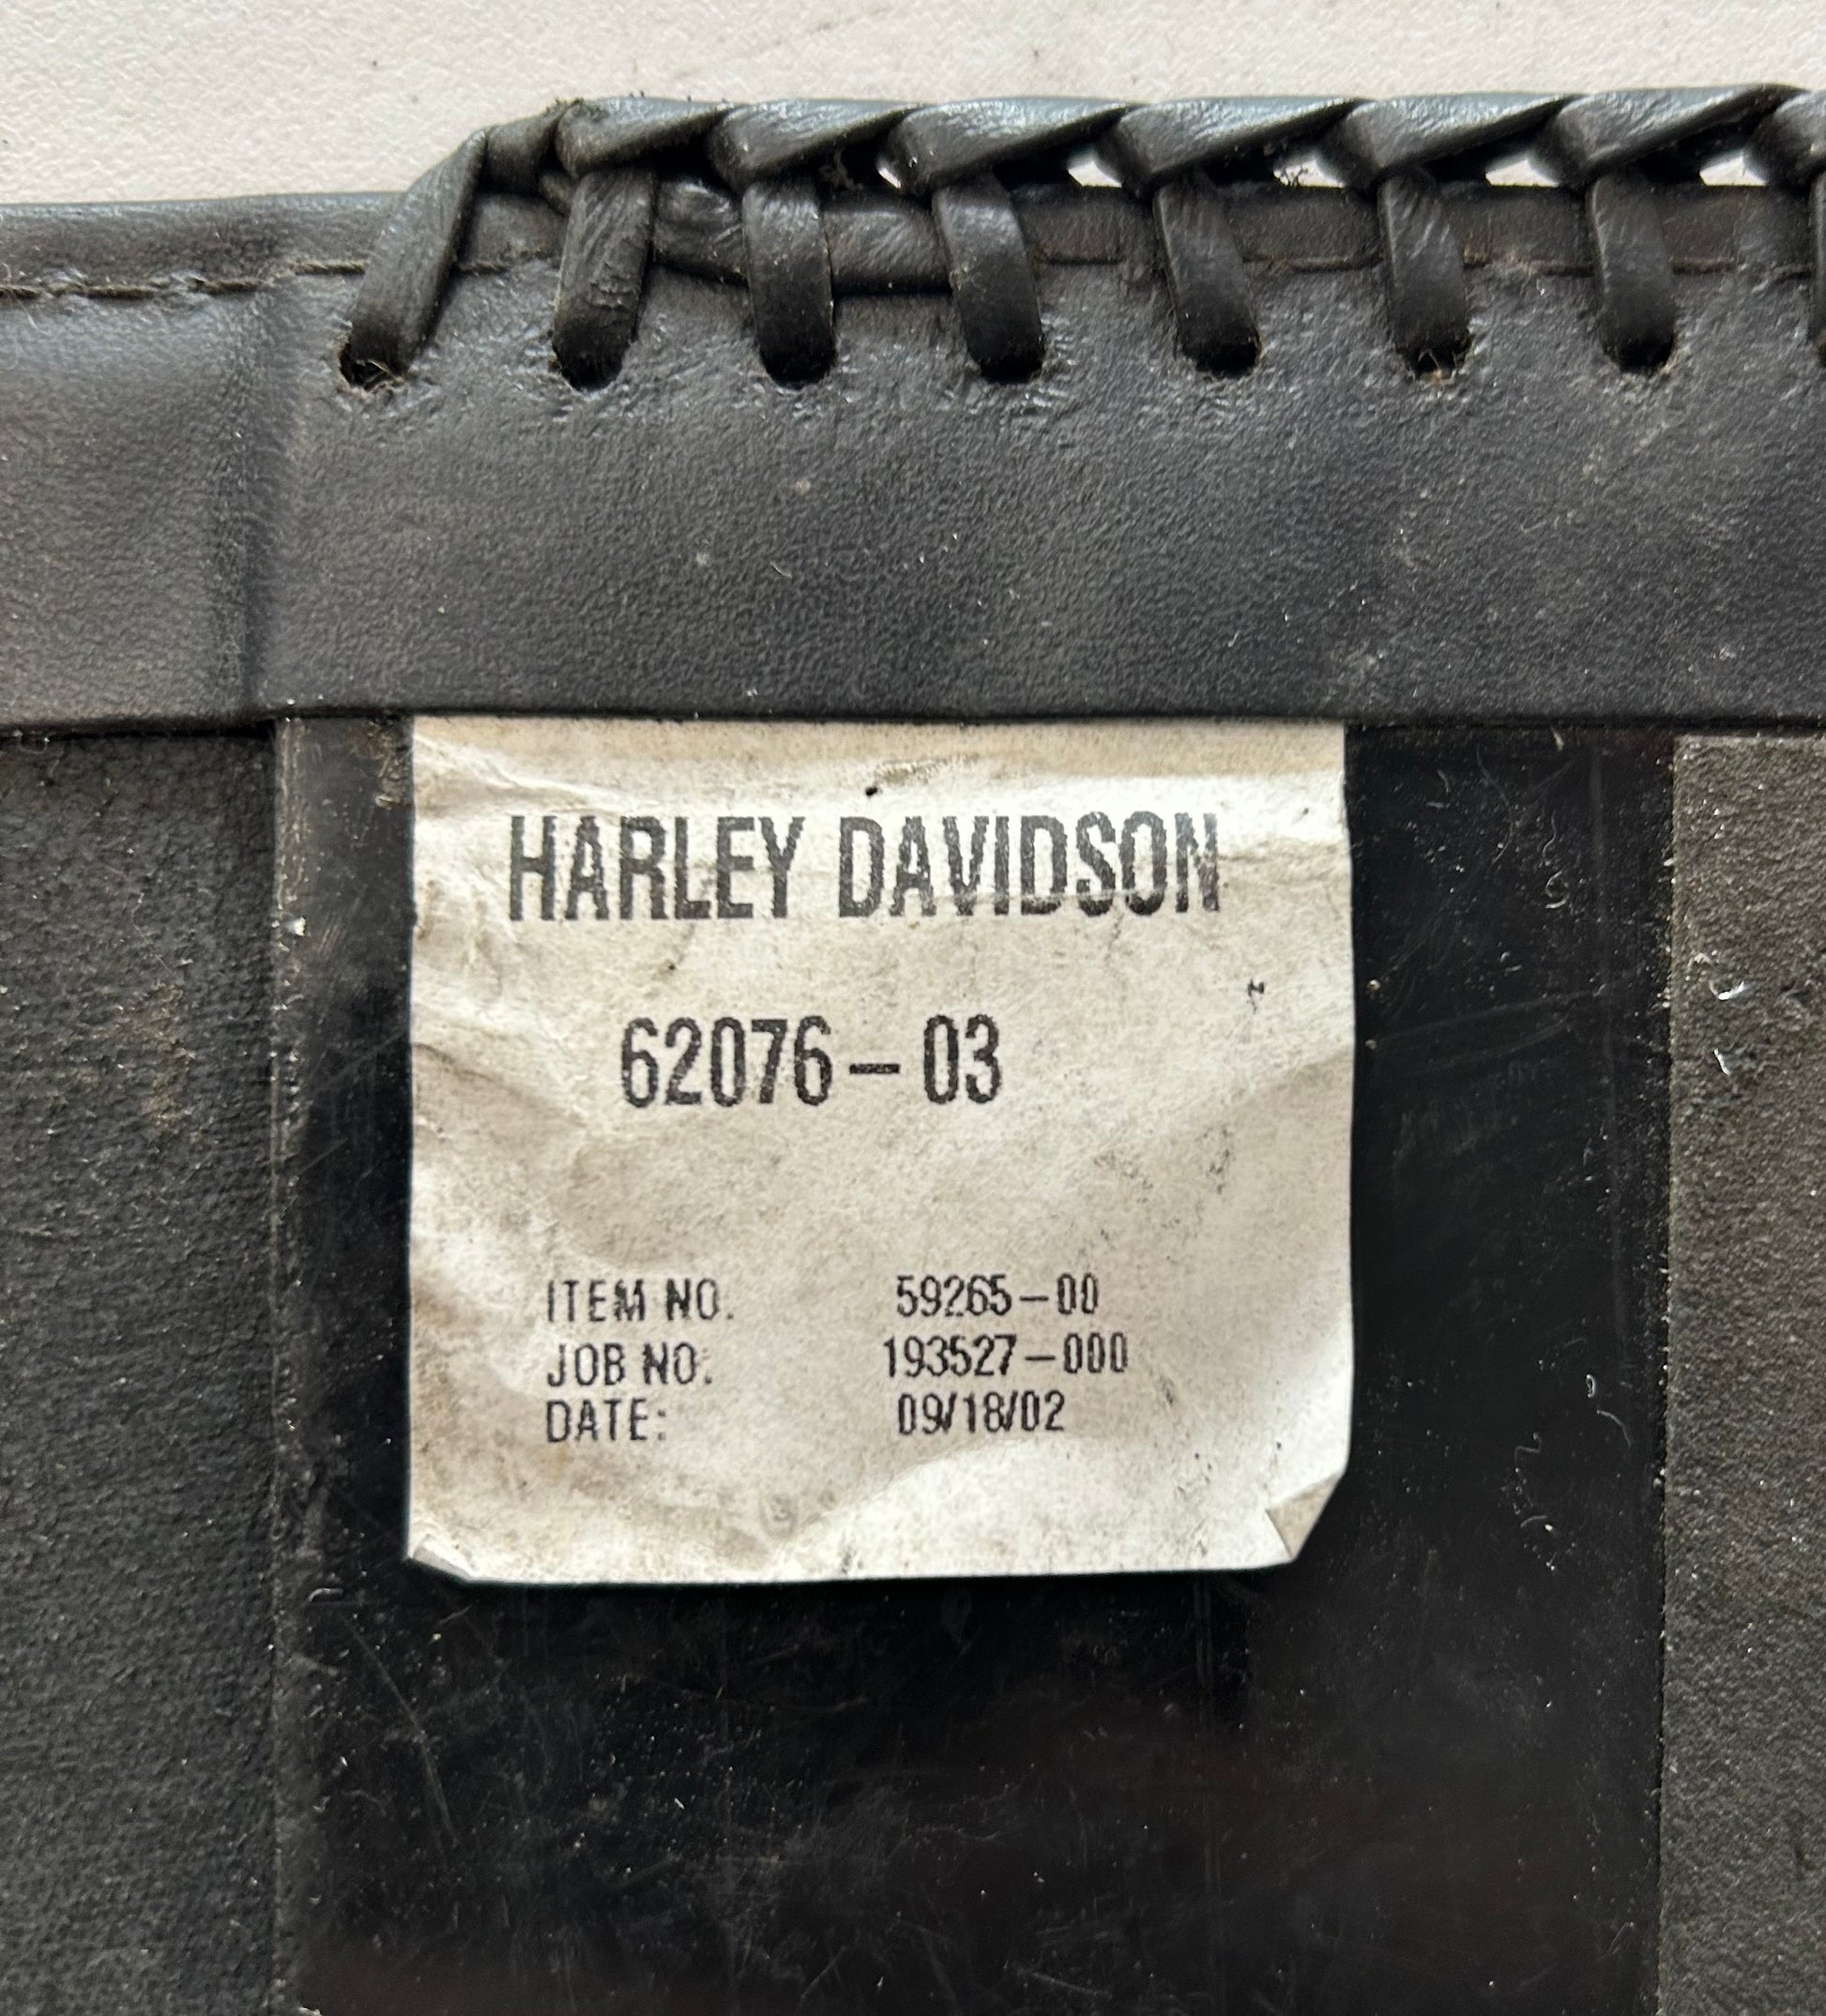 HARLEY DAVIDSON
62076-03
ITEM NO. 59265-00
JOB NO. 193527-000
DATE: 09/18/02